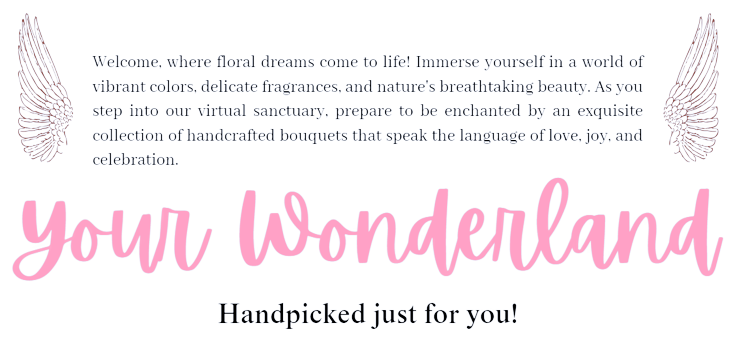 Welcome, where floral dreams come to life! Immerse yourself in a world of
vibrant colors, delicate fragrances, and nature's breathtaking beauty. As you
step into our virtual sanctuary, prepare to be enchanted by an exquisite
collection of handcrafted bouquets that speak the language of love, joy, and
celebration.
your Wonderland
Handpicked just for you!